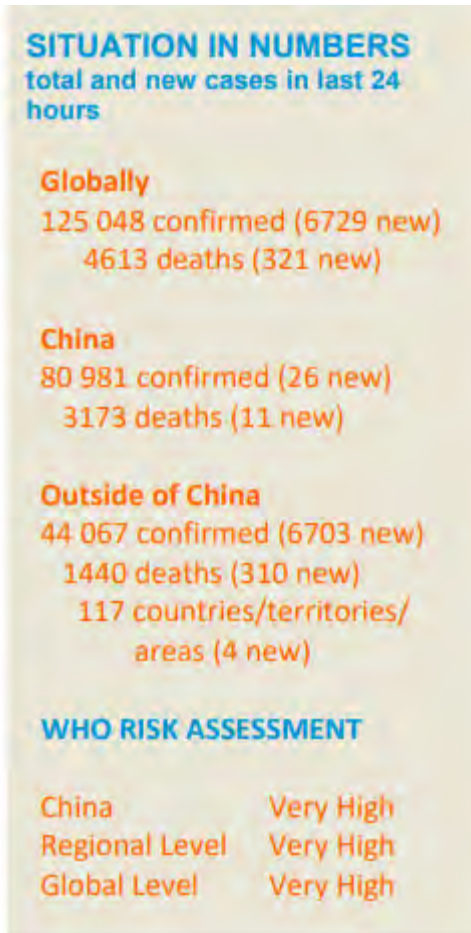 SITUATION IN NUMBERS
total and new cases in last 24
hours
Globally
125 048 confirmed (6729 new)
4613 deaths (321 new)
China
80 981 confirmed (26 new)
3173 deaths (11 new)
Outside of China
44 067 confirmed (6703 new)
1440 deaths (310 new)
117 countries/territories/
areas (4 new)
WHO RISK ASSESSMENT
China Very High
Regional Level Very High
Global Level Very High